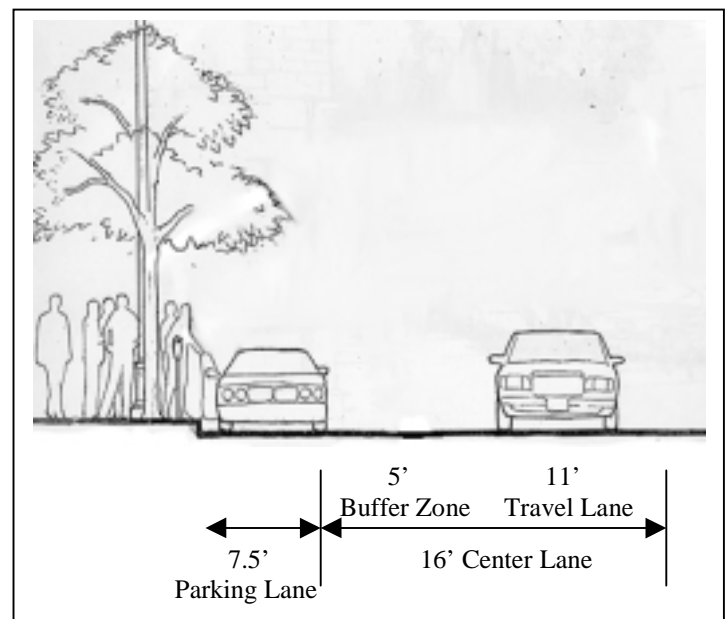 5’ 11’
Buffer Zone Travel Lane
7.5’ 16’ Center Lane
Parking Lane